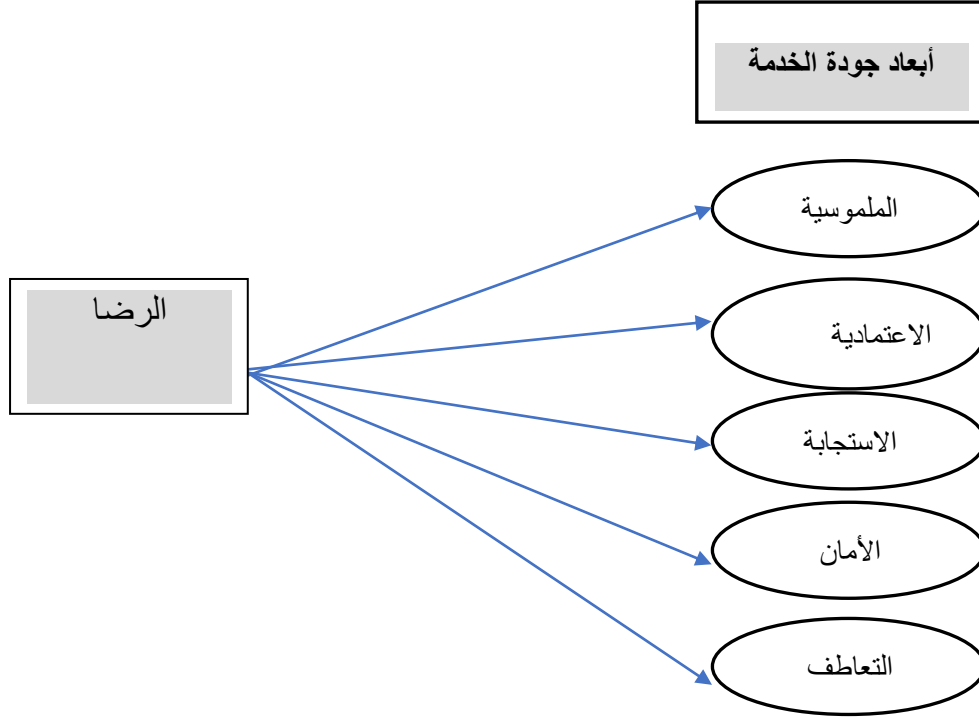 أبعاد جودة الخدمة
الملموسية
الرضا
الاعتمادية
الاستجابة
الأمان
التعاطف